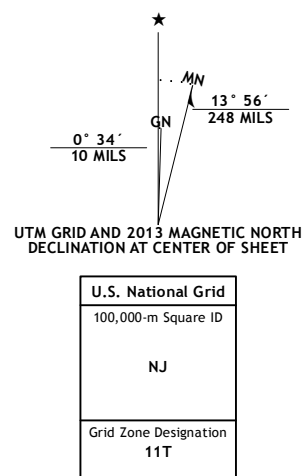 ★
MN
GN
13° 56´
248 MILS
0° 34´
10 MILS
UTM GRID AND 2013 MAGNETIC NORTH
DECLINATION AT CENTER OF SHEET
U.S. National Grid
100,000-m Square ID
NJ
Grid Zone Designation
11T